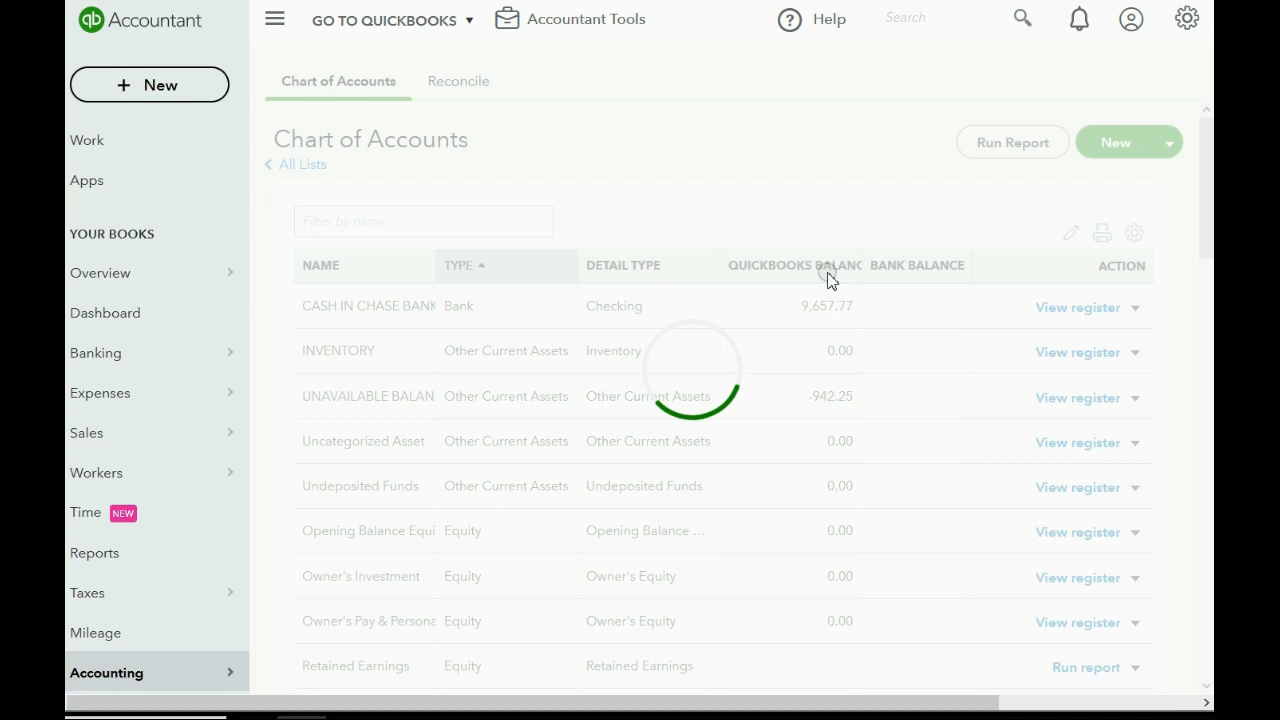 qb Accountant
GO TO QUICKBOOKS
Accountant Tools
Help
Search
+ New
Work
Apps
YOUR BOOKS
Overview
Dashboard
Banking
Expenses
Sales
Workers
Time NEW
Reports
Taxes
Mileage
Accounting
Chart of Accounts Reconcile
Chart of Accounts
All Lists
Run Report New
Filter by name
NAME TYPE DETAIL TYPE QUICKBOOKS BALANC BANK BALANCE ACTION
CASH IN CHASE BANK Bank Checking 9,657.77 View register
INVENTORY Other Current Assets Inventory 0.00 View register
UNAVAILABLE BALAN Other Current Assets Other Current Assets -942.25 View register
Uncategorized Asset Other Current Assets Other Current Assets 0.00 View register
Undeposited Funds Other Current Assets Undeposited Funds 0.00 View register
Opening Balance Equi Equity Opening Balance ... 0.00 View register
Owner's Investment Equity Owner's Equity 0.00 View register
Owner's Pay & Persona Equity Owner's Equity 0.00 View register
Retained Earnings Equity Retained Earnings Run report